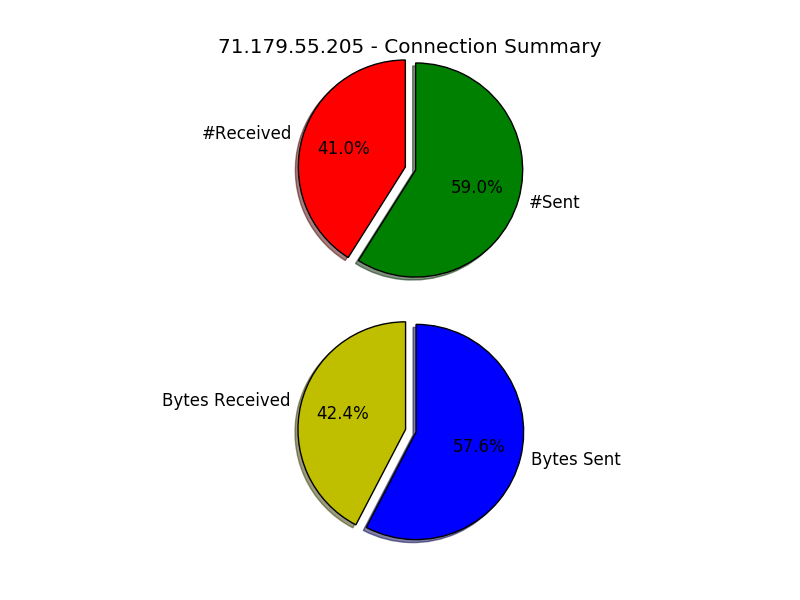 71.179.55.205 - Connection Summary
#Received
41.0%
59.0%
#Sent
Bytes Received
42.4%
57.6%
Bytes Sent